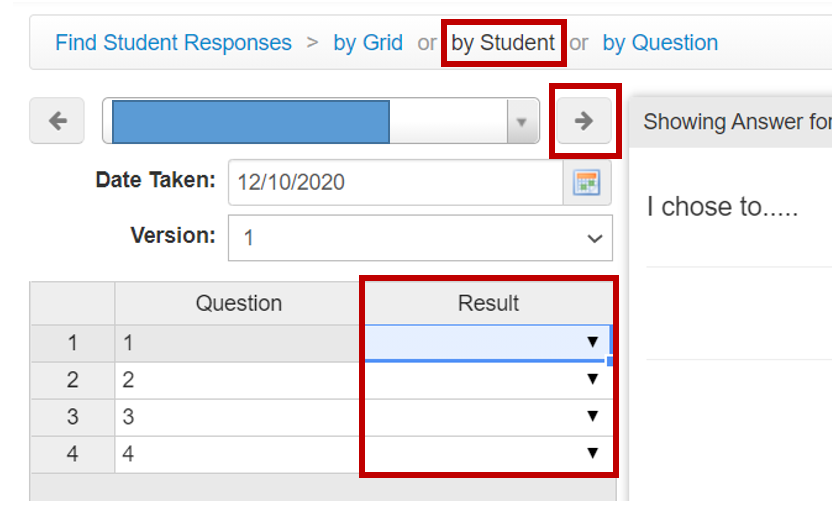 Find Student Responses > by Grid or by Student or by Question
Showing Answer for
Date Taken: 12/10/2020
I chose to.....
Version: 1
Question Result
1 1
2 2
3 3
4 4